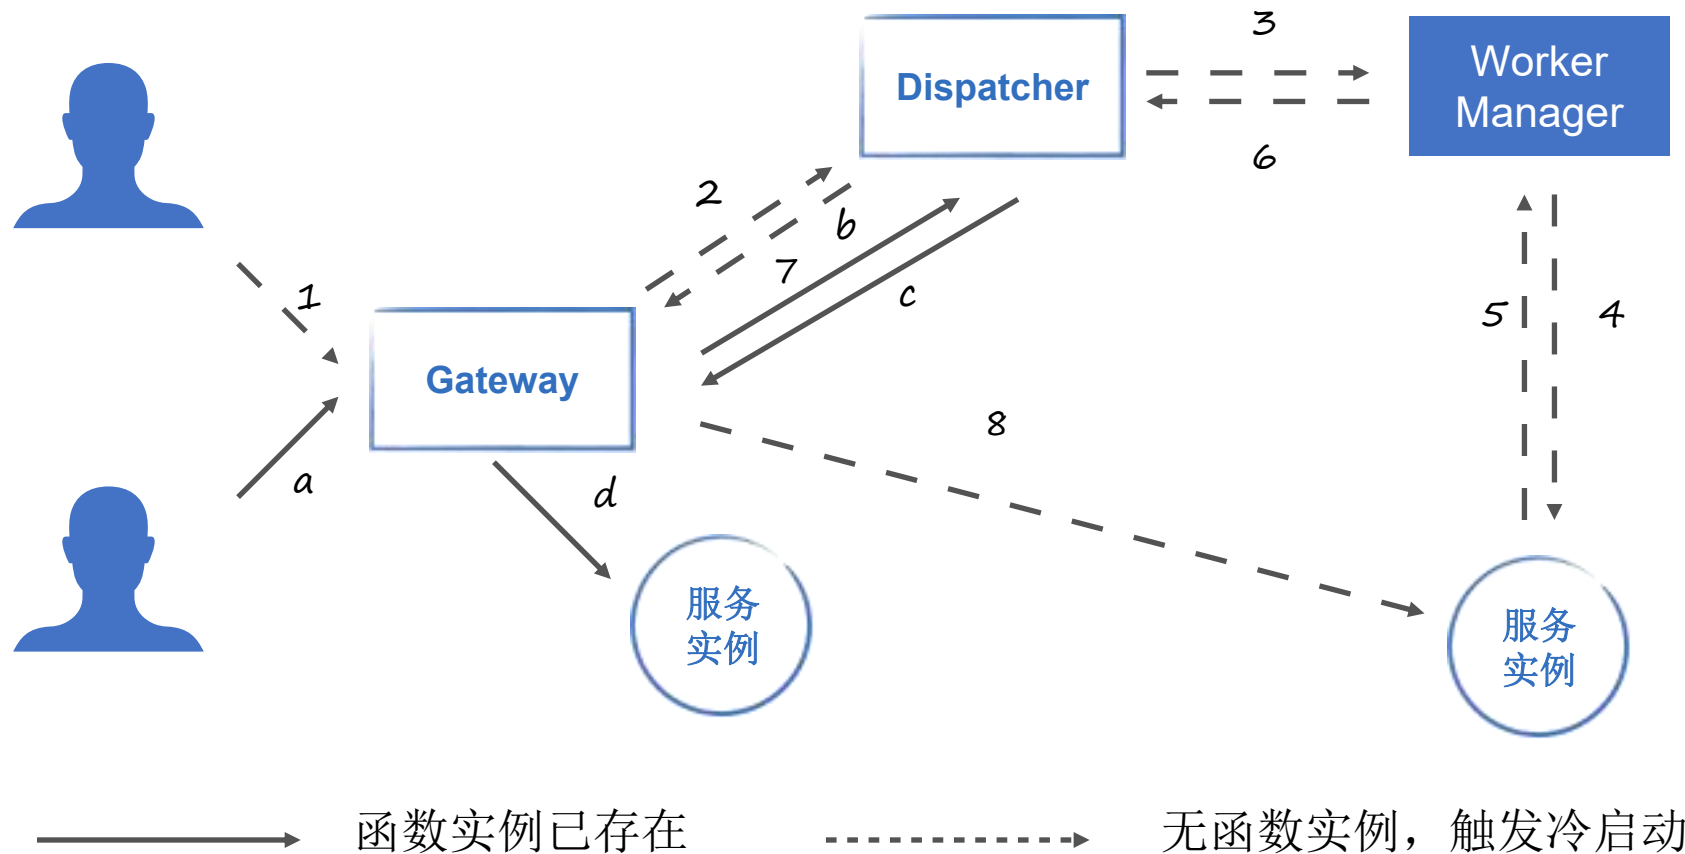 3
Dispatcher
Worker
Manager
6
2
b
7
c
1
5
4
Gateway
8
a
d
服务
实例
服务
实例
函数实例已存在
无函数实例，触发冷启动